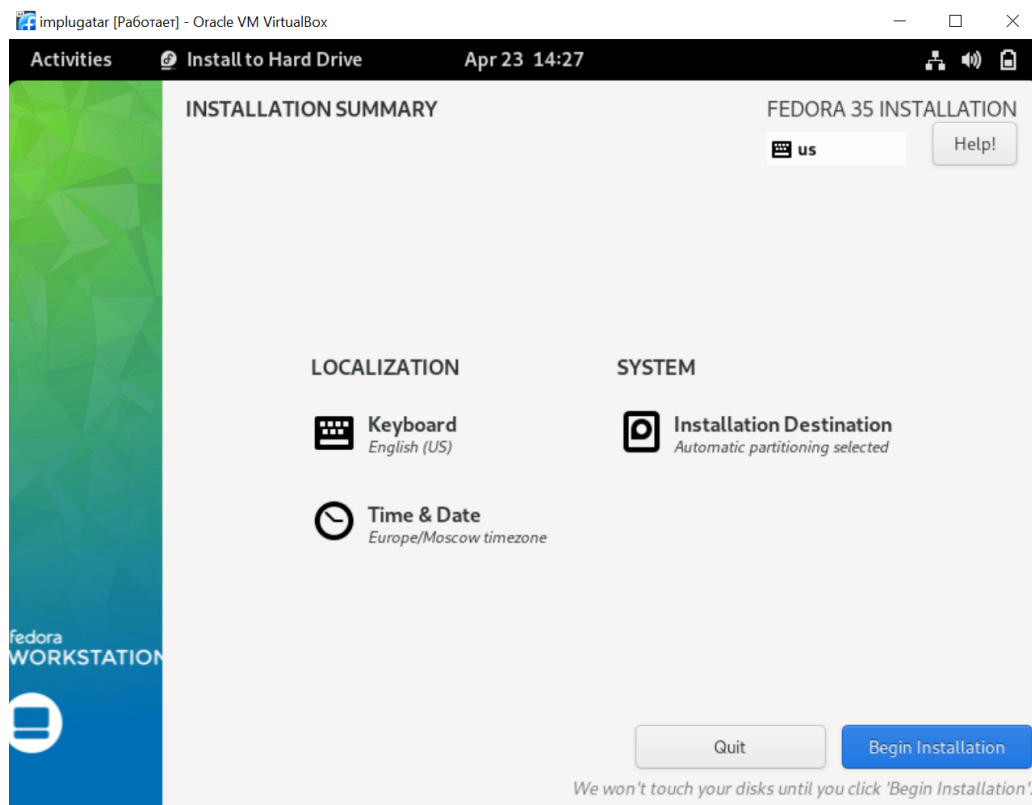 implugatar [Работает] - Oracle VM VirtualBox
Activities Install to Hard Drive Apr 23 14:27
INSTALLATION SUMMARY
FEDORA 35 INSTALLATION
us
Help!
LOCALIZATION
Keyboard
English (US)
Time & Date
Europe/Moscow timezone
SYSTEM
Installation Destination
Automatic partitioning selected
fedora
WORKSTATION
Quit
Begin Installation
We won't touch your disks until you click 'Begin Installation'.